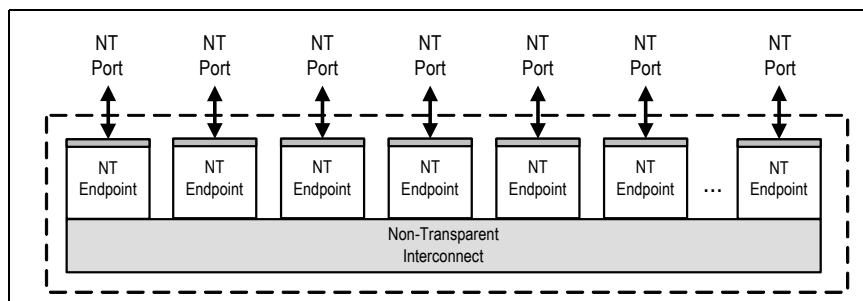 NT NT NT NT NT NT NT
Port Port Port Port Port Port Port
NT NT NT NT NT NT NT
Endpoint Endpoint Endpoint Endpoint Endpoint Endpoint ... Endpoint
Non-Transparent
Interconnect